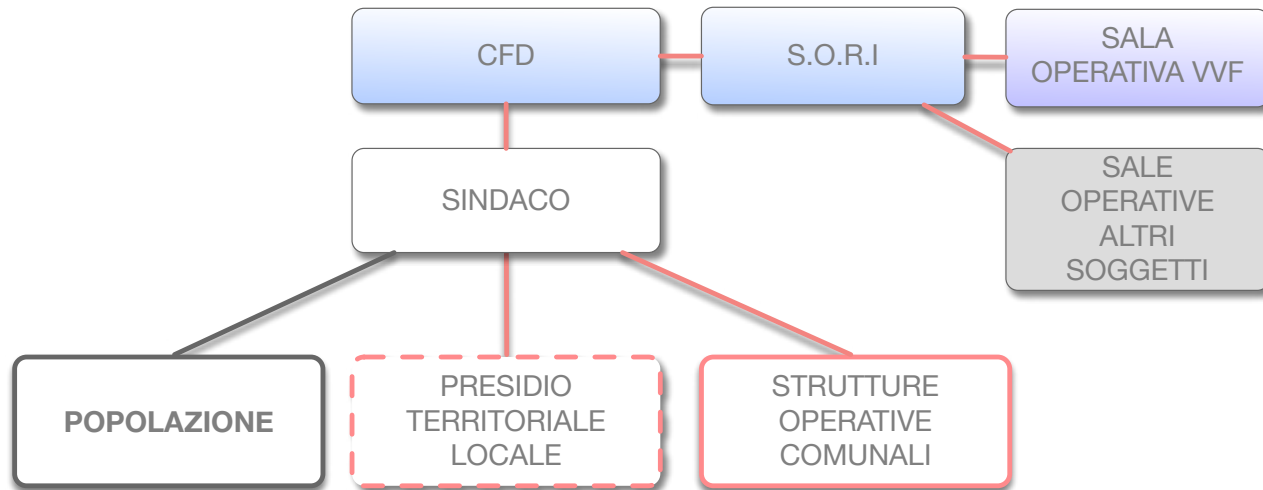 CFD
S.O.R.I
SALA
OPERATIVA VVF
SINDACO
SALE
OPERATIVE
ALTRI
SOGGETTI
POPOLAZIONE
PRESIDIO
TERRITORIALE
LOCALE
STRUTTURE
OPERATIVE
COMUNALI